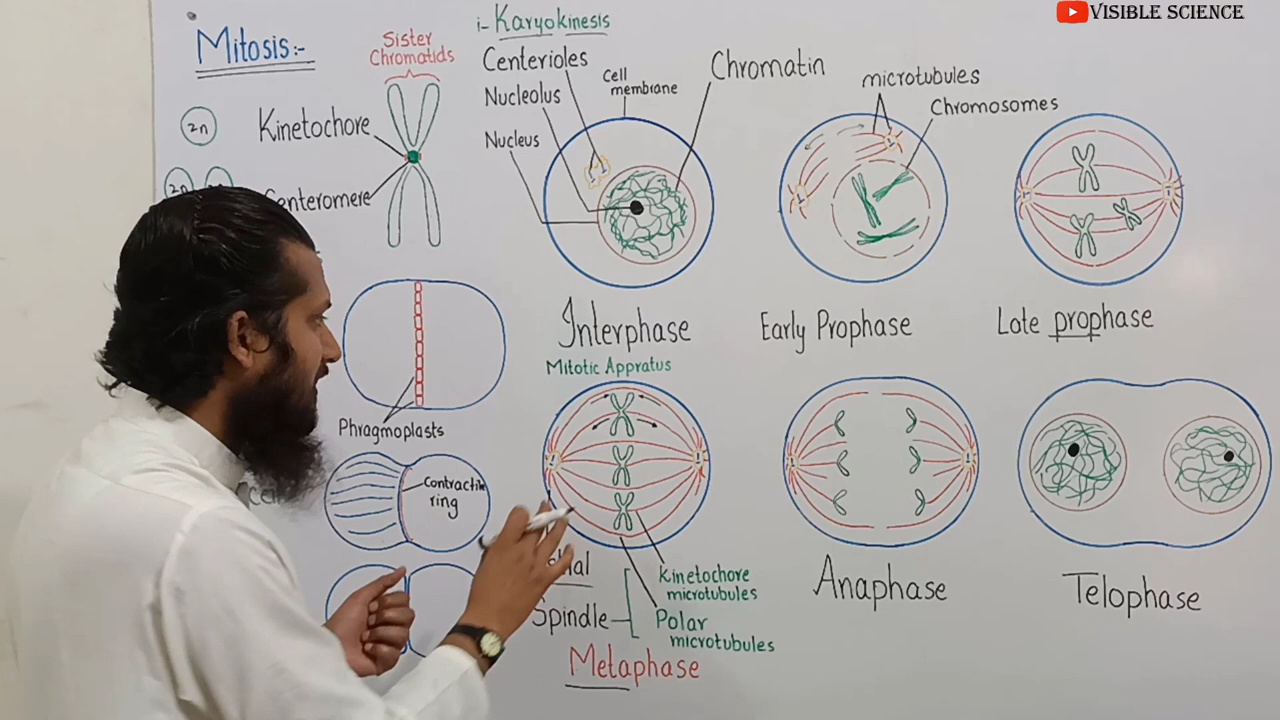 VISIBLE SCIENCE
Mitosis:-
2n
2n
Sister
Chromatids
Kinetochore
Centeromere
i- Karyokinesis
Centerioles
Nucleolus
Nucleus
Cell
membrane
Chromatin
microtubules
Chromosomes
Interphase
Early Prophase
Late prophase
Phragmoplasts
Contractile
ring
Mitotic Appratus
Spindle
Kinetochore
microtubules
Polar
microtubules
Metaphase
Anaphase
Telophase